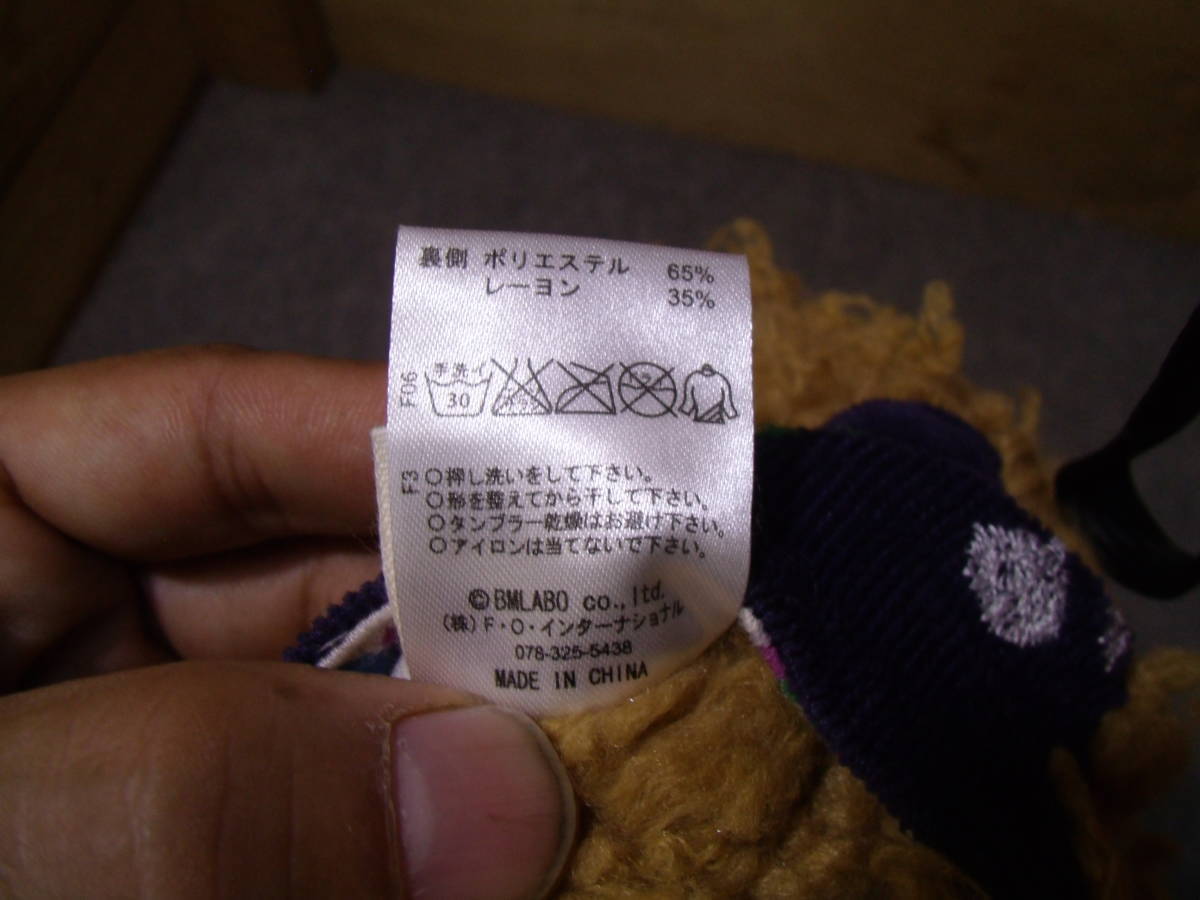 裏側 ポリエステル 65%
レーヨン 35%
F06
手洗イ
30
F3
○押し洗いをして下さい。
○形を整えてから干して下さい。
○タンブラー乾燥はお避け下さい。
○アイロンは当てないで下さい。
©BMLABO co.,ltd.
(株)F・O・インターナショナル
078-325-5438
MADE IN CHINA